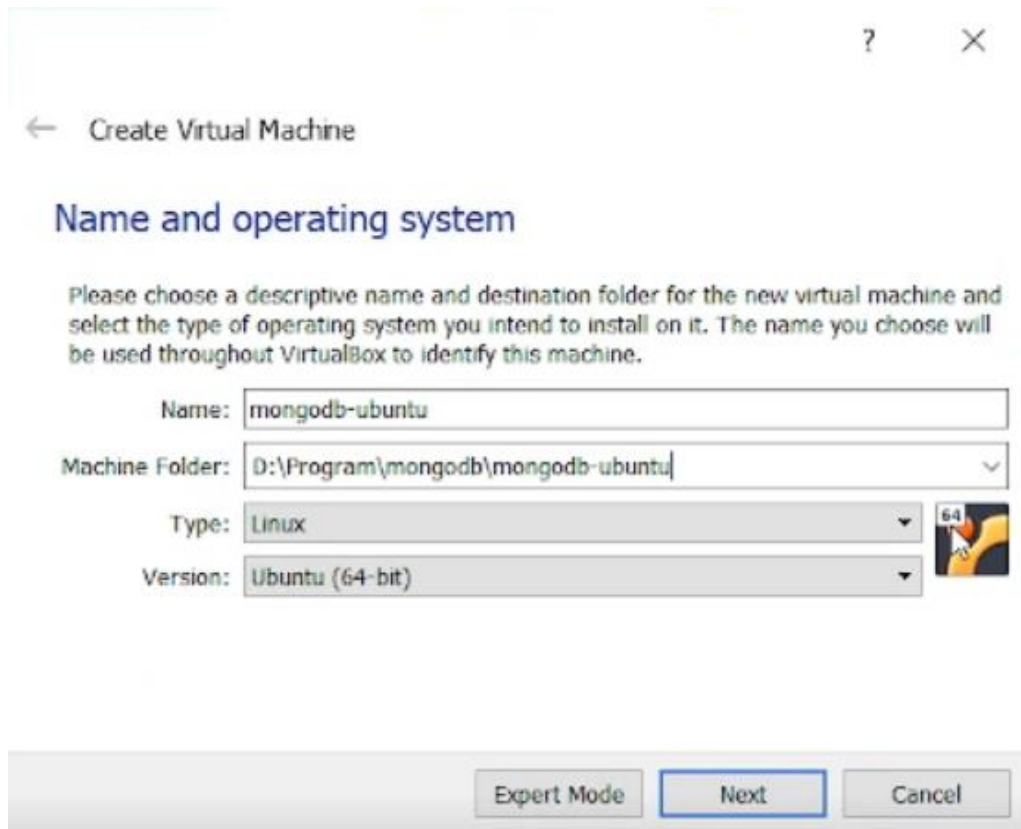 ?
Create Virtual Machine
Name and operating system
Please choose a descriptive name and destination folder for the new virtual machine and
select the type of operating system you intend to install on it. The name you choose will
be used throughout VirtualBox to identify this machine.
Name: mongodb-ubuntu
Machine Folder: D:\Program\mongodb\mongodb-ubuntu
Type: Linux
64
Version: Ubuntu (64-bit)
Expert Mode Next Cancel